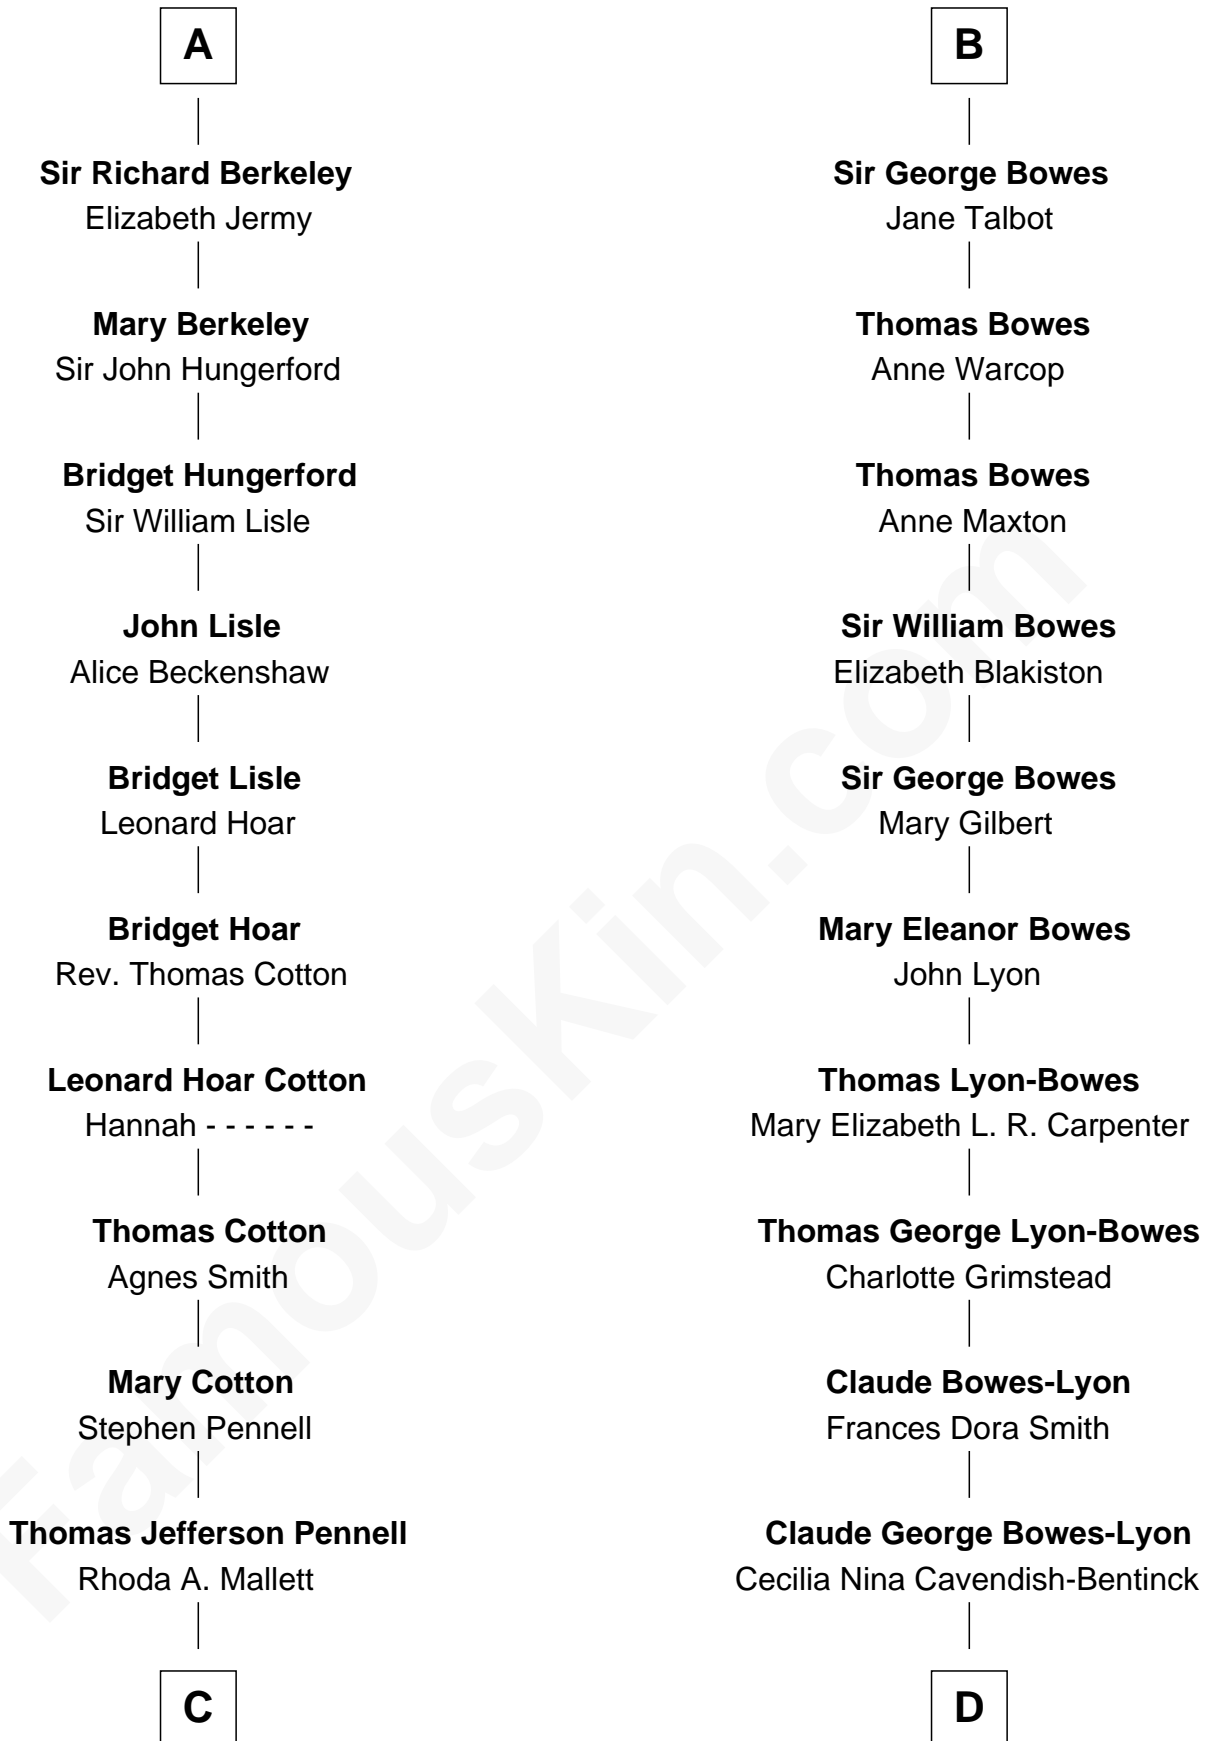 A
Sir Richard Berkeley
Elizabeth Jermy
Mary Berkeley
Sir John Hungerford
Bridget Hungerford
Sir William Lisle
John Lisle
Alice Beckenshaw
Bridget Lisle
Leonard Hoar
Bridget Hoar
Rev. Thomas Cotton
Leonard Hoar Cotton
Hannah - - - - - -
Thomas Cotton
Agnes Smith
Mary Cotton
Stephen Pennell
Thomas Jefferson Pennell
Rhoda A. Mallett
C
B
Sir George Bowes
Jane Talbot
Thomas Bowes
Anne Warcop
Thomas Bowes
Anne Maxton
Sir William Bowes
Elizabeth Blakiston
Sir George Bowes
Mary Gilbert
Mary Eleanor Bowes
John Lyon
Thomas Lyon-Bowes
Mary Elizabeth L. R. Carpenter
Thomas George Lyon-Bowes
Charlotte Grimstead
Claude Bowes-Lyon
Frances Dora Smith
Claude George Bowes-Lyon
Cecilia Nina Cavendish-Bentinck
D
FamousKin.com